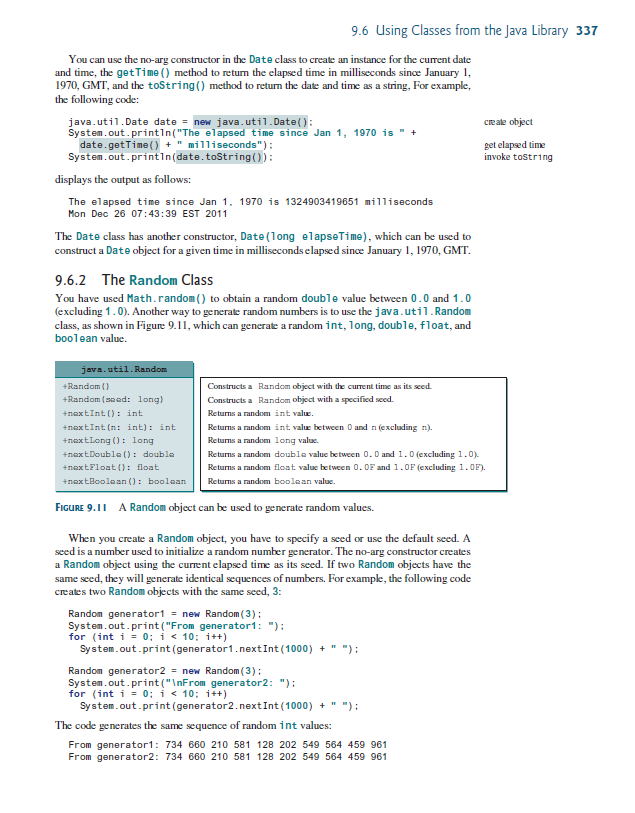 9.6 Using Classes from the Java Library 337
You can use the no-arg constructor in the Date class to create an instance for the current date
and time, the getTime() method to return the elapsed time in milliseconds since January 1,
1970, GMT, and the toString() method to return the date and time as a string, For example,
the following code:
java.util.Date date = new java.util.Date(); create object
System.out.println("The elapsed time since Jan 1, 1970 is " +
date.getTime() + " milliseconds"); get elapsed time
System.out.println(date.toString()); invoke toString
displays the output as follows:
The elapsed time since Jan 1, 1970 is 1324903419651 milliseconds
Mon Dec 26 07:43:39 EST 2011
The Date class has another constructor, Date(long elapseTime), which can be used to
construct a Date object for a given time in milliseconds elapsed since January 1, 1970, GMT.
9.6.2 The Random Class
You have used Math.random() to obtain a random double value between 0.0 and 1.0
(excluding 1.0). Another way to generate random numbers is to use the java.util.Random
class, as shown in Figure 9.11, which can generate a random int, long, double, float, and
boolean value.
java.util.Random
+Random() Constructs a Random object with the current time as its seed.
+Random(seed: long) Constructs a Random object with a specified seed.
+nextInt(): int Returns a random int value.
+nextInt(n: int): int Returns a random int value between 0 and n (excluding n).
+nextLong(): long Returns a random long value.
+nextDouble(): double Returns a random double value between 0.0 and 1.0 (excluding 1.0).
+nextFloat(): float Returns a random float value between 0.0F and 1.0F (excluding 1.0F).
+nextBoolean(): boolean Returns a random boolean value.
FIGURE 9.11 A Random object can be used to generate random values.
When you create a Random object, you have to specify a seed or use the default seed. A
seed is a number used to initialize a random number generator. The no-arg constructor creates
a Random object using the current elapsed time as its seed. If two Random objects have the
same seed, they will generate identical sequences of numbers. For example, the following code
creates two Random objects with the same seed, 3:
Random generator1 = new Random(3);
System.out.print("From generator1: ");
for (int i = 0; i < 10; i++)
System.out.print(generator1.nextInt(1000) + " ");
Random generator2 = new Random(3);
System.out.print("\nFrom generator2: ");
for (int i = 0; i < 10; i++)
System.out.print(generator2.nextInt(1000) + " ");
The code generates the same sequence of random int values:
From generator1: 734 660 210 581 128 202 549 564 459 961
From generator2: 734 660 210 581 128 202 549 564 459 961